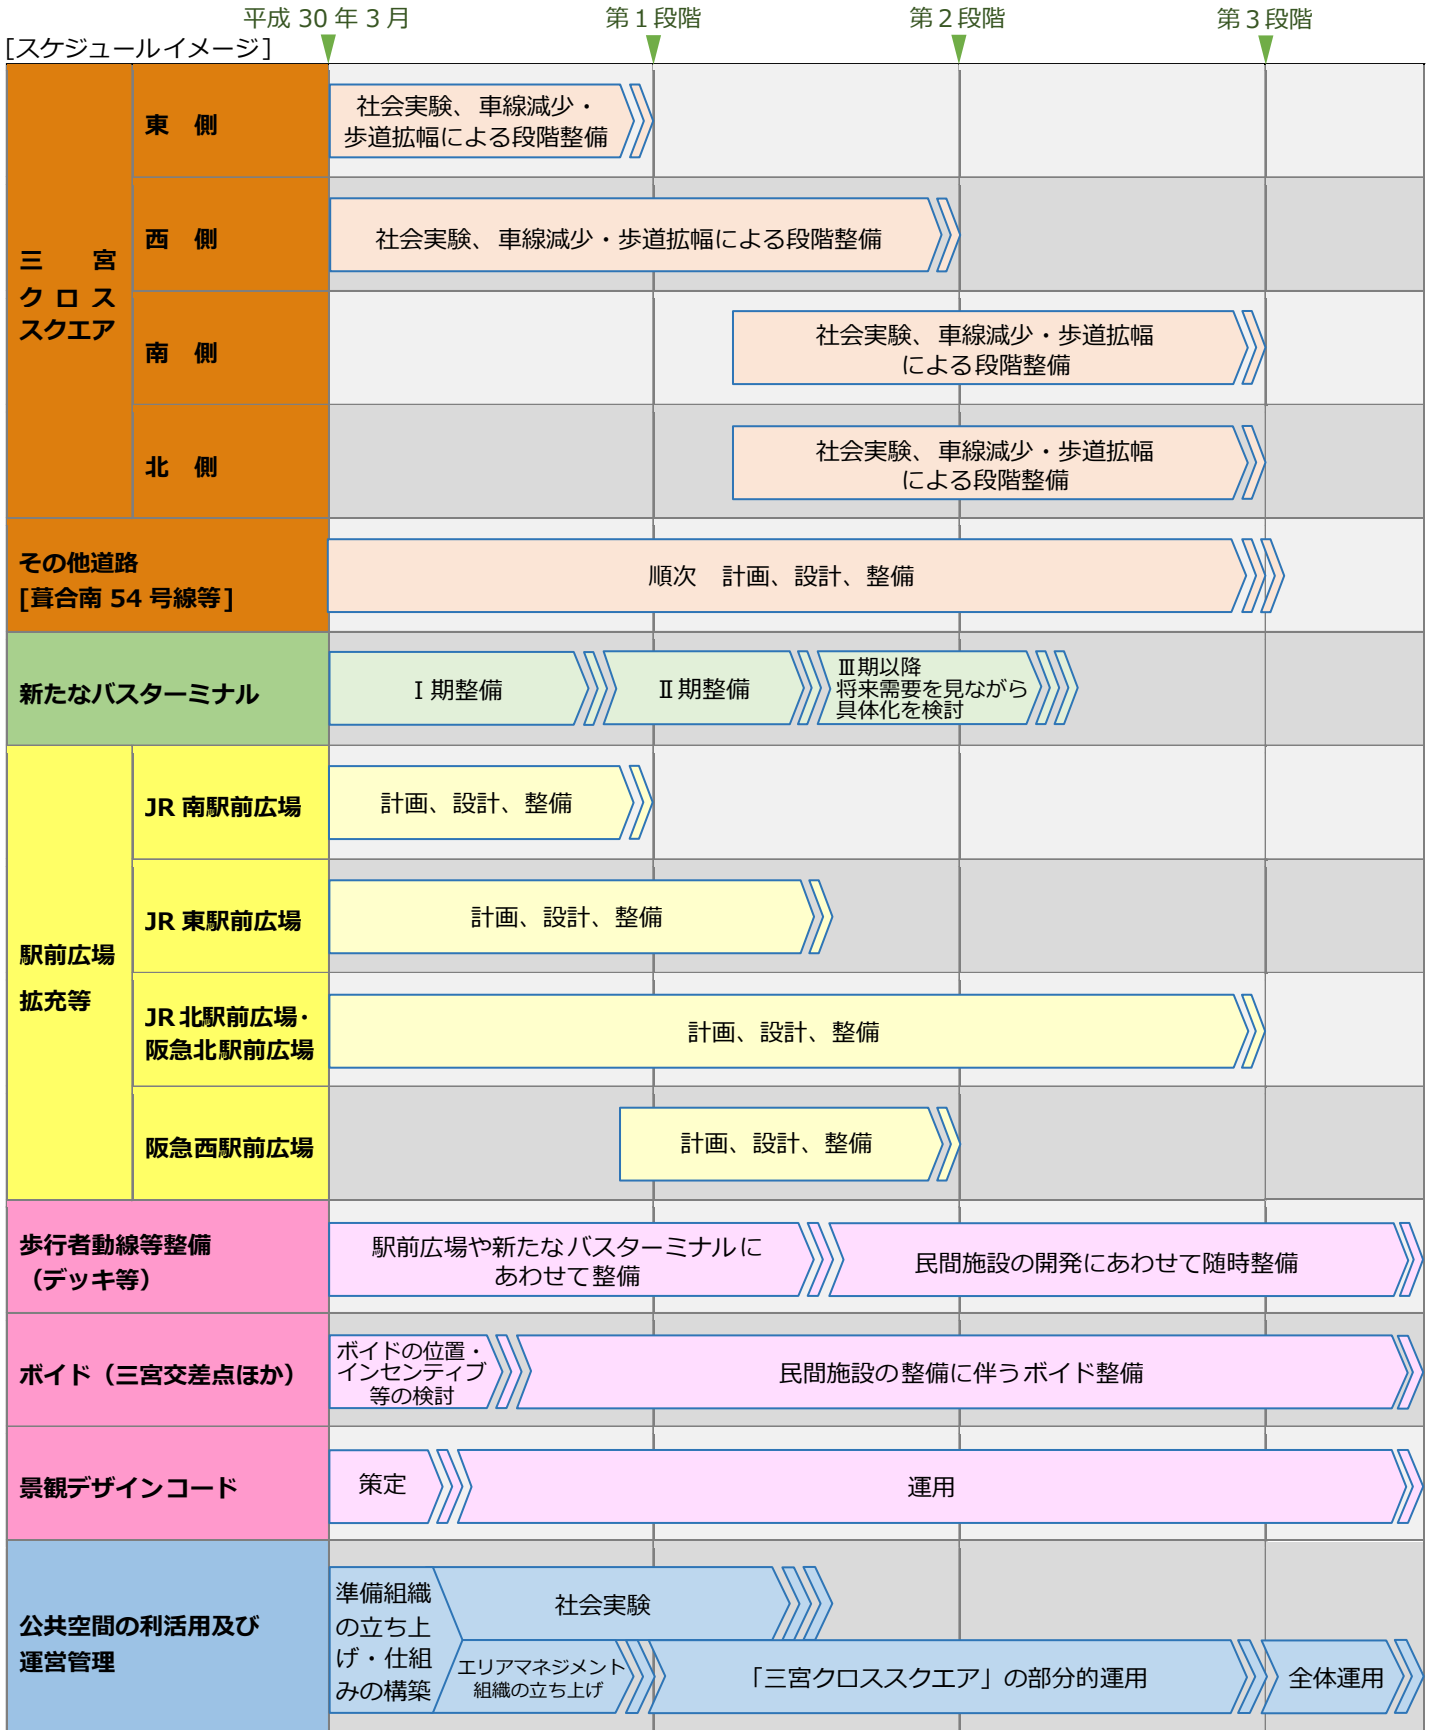 平成 30 年 3 月
第１段階
第２段階
第３段階
[スケジュールイメージ]
三　宮
クロス
スクエア
東　側
社会実験、車線減少・
歩道拡幅による段階整備
西　側
社会実験、車線減少・歩道拡幅による段階整備
南　側
社会実験、車線減少・歩道拡幅
による段階整備
北　側
社会実験、車線減少・歩道拡幅
による段階整備
その他道路
[葺合南 54 号線等]
順次　計画、設計、整備
新たなバスターミナル
Ⅰ期整備
Ⅱ期整備
Ⅲ期以降
将来需要を見ながら
具体化を検討
駅前広場
拡充等
JR 南駅前広場
計画、設計、整備
JR 東駅前広場
計画、設計、整備
JR 北駅前広場・
阪急北駅前広場
計画、設計、整備
阪急西駅前広場
計画、設計、整備
歩行者動線等整備
（デッキ等）
駅前広場や新たなバスターミナルに
あわせて整備
民間施設の開発にあわせて随時整備
ボイド（三宮交差点ほか）
ボイドの位置・
インセンティブ
等の検討
民間施設の整備に伴うボイド整備
景観デザインコード
策定
運用
公共空間の利活用及び
運営管理
準備組織
の立ち上
げ・仕組
みの構築
社会実験
エリアマネジメント
組織の立ち上げ
「三宮クロススクエア」の部分的運用
全体運用